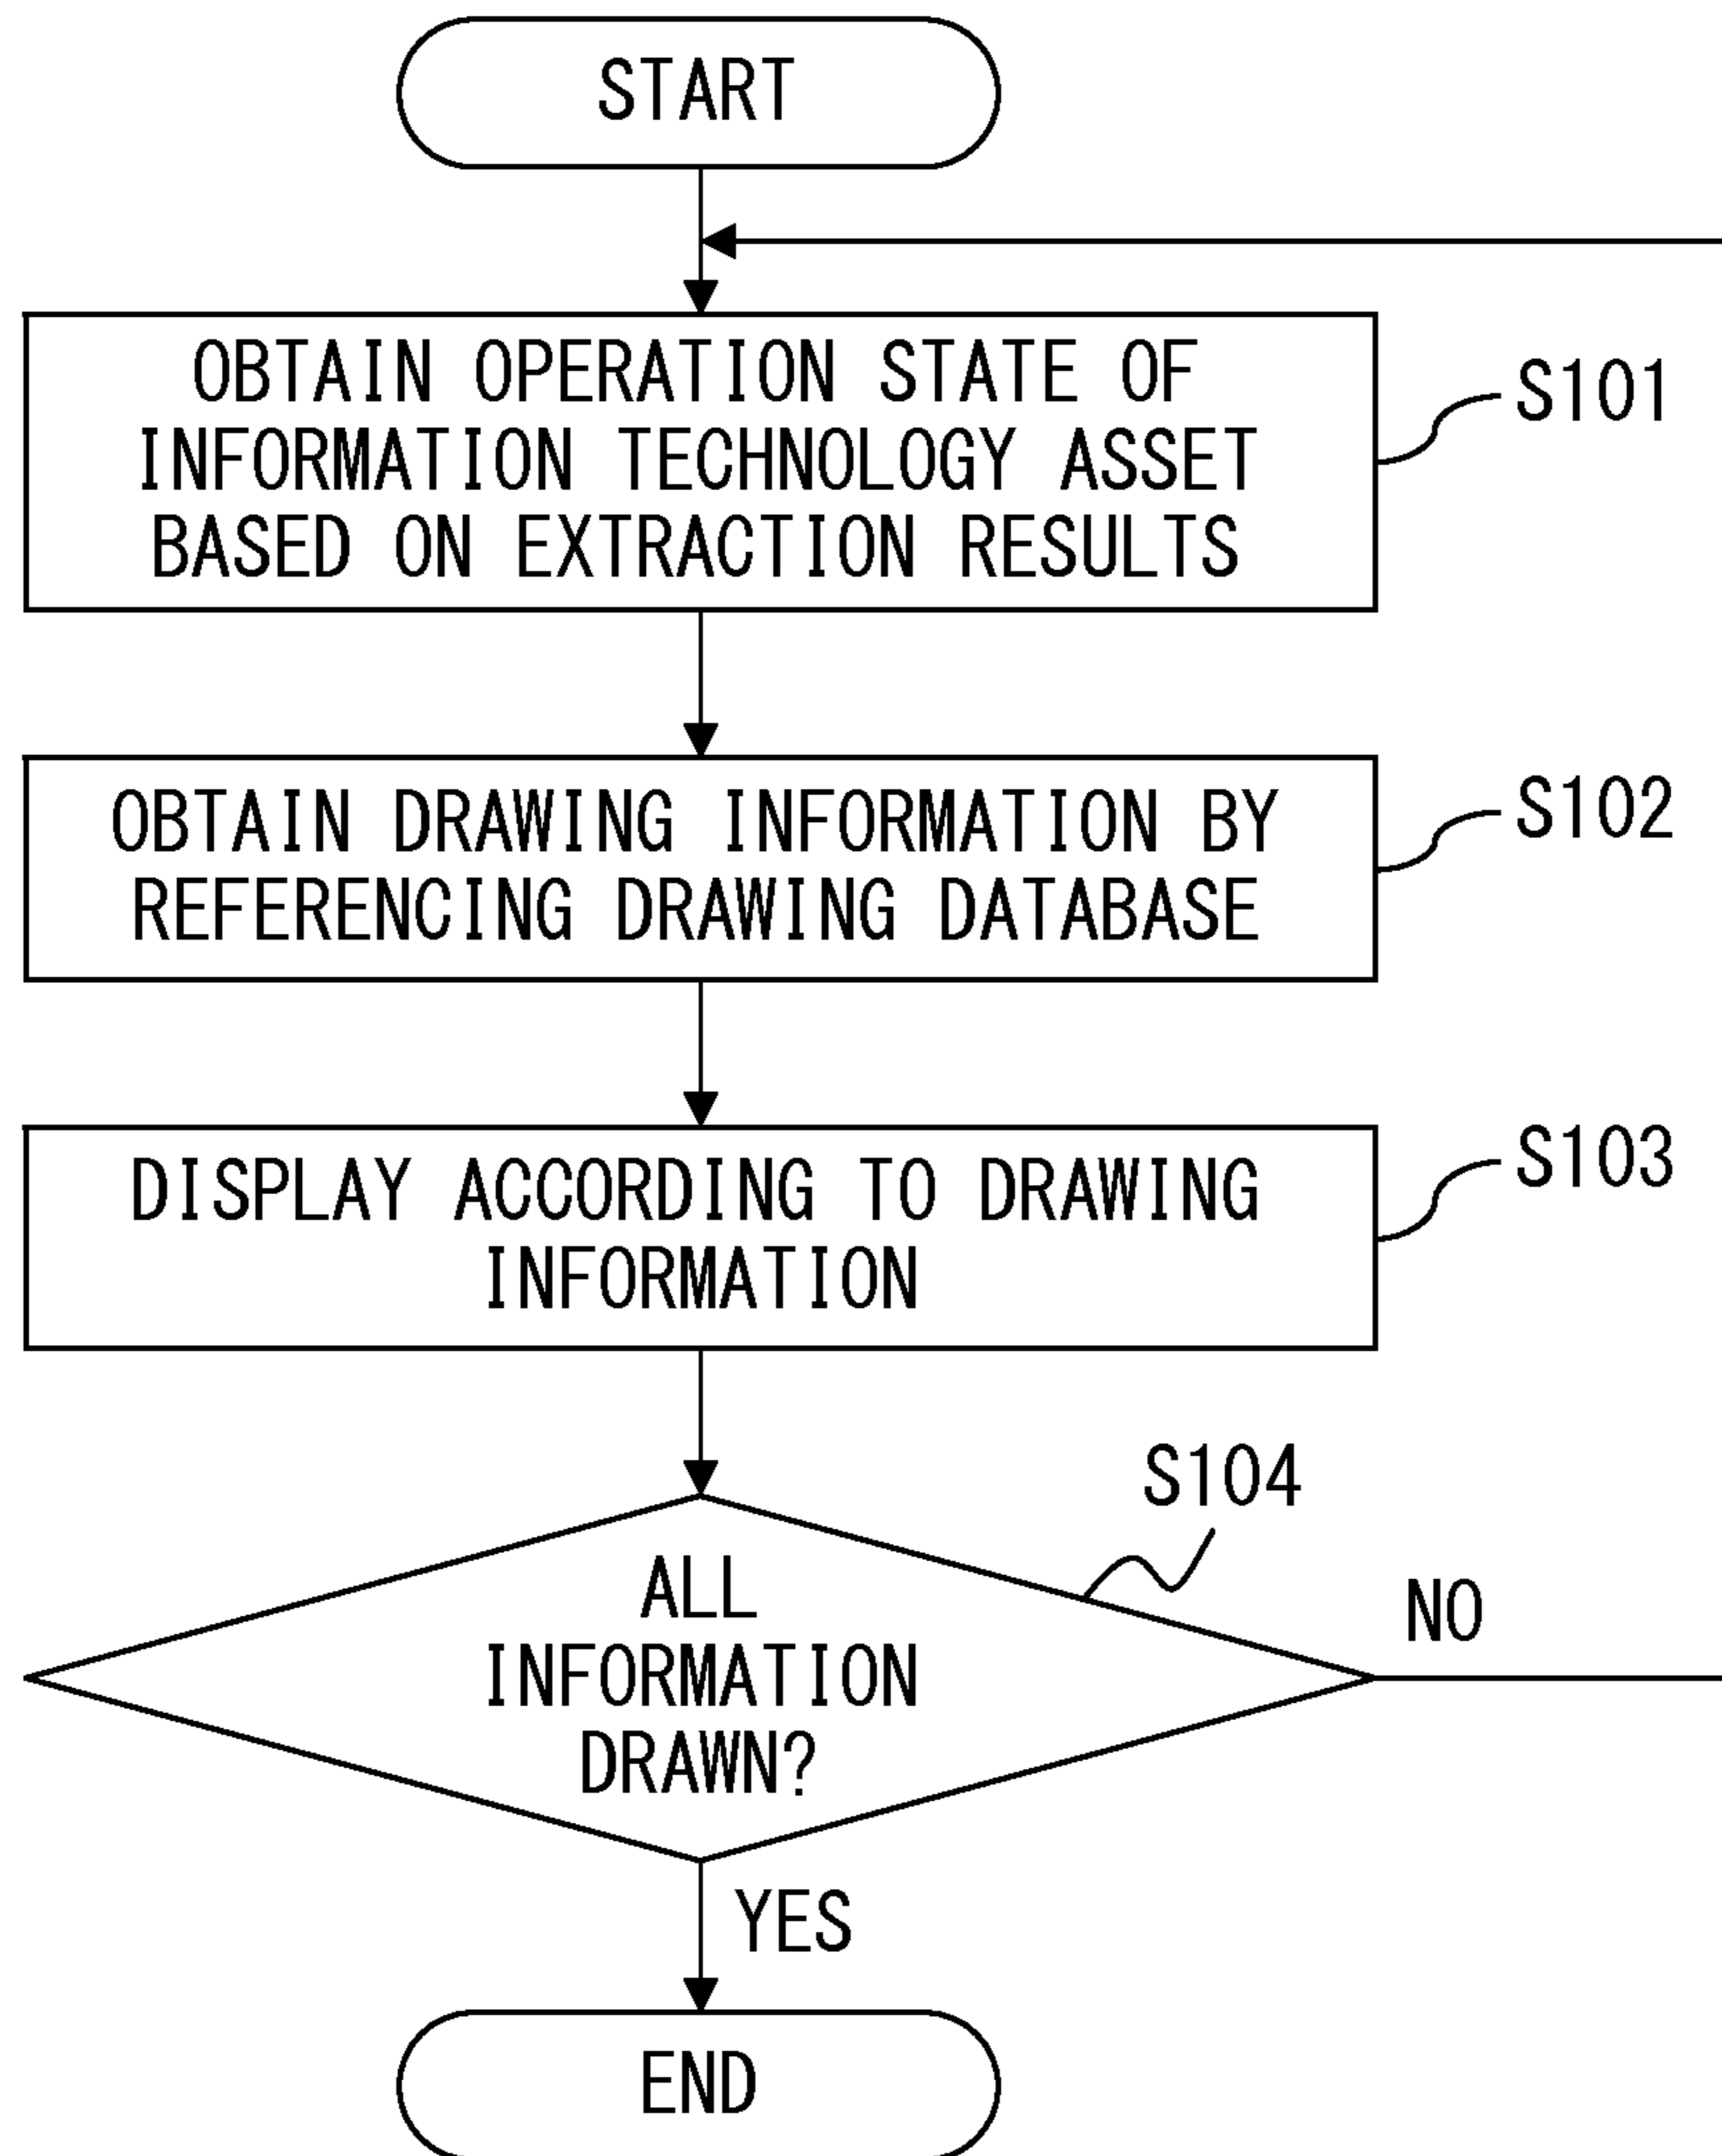 START
OBTAIN OPERATION STATE OF
INFORMATION TECHNOLOGY ASSET
BASED ON EXTRACTION RESULTS
S101
OBTAIN DRAWING INFORMATION BY
REFERENCING DRAWING DATABASE
S102
DISPLAY ACCORDING TO DRAWING
INFORMATION
S103
S104
ALL
INFORMATION
DRAWN?
NO
YES
END